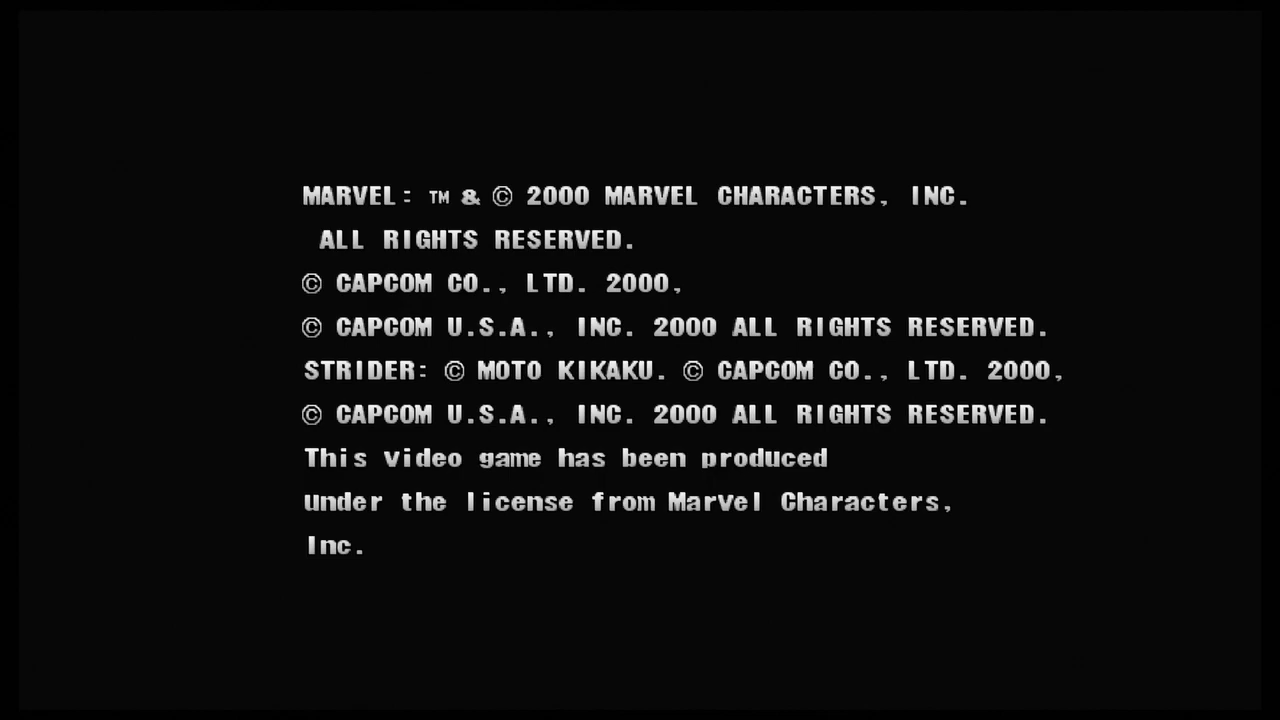 MARVEL: ™ & © 2000 MARVEL CHARACTERS, INC.
ALL RIGHTS RESERVED.
© CAPCOM CO., LTD. 2000,
© CAPCOM U.S.A., INC. 2000 ALL RIGHTS RESERVED.
STRIDER: © MOTO KIKAKU. © CAPCOM CO., LTD. 2000,
© CAPCOM U.S.A., INC. 2000 ALL RIGHTS RESERVED.
This video game has been produced
under the license from Marvel Characters,
Inc.